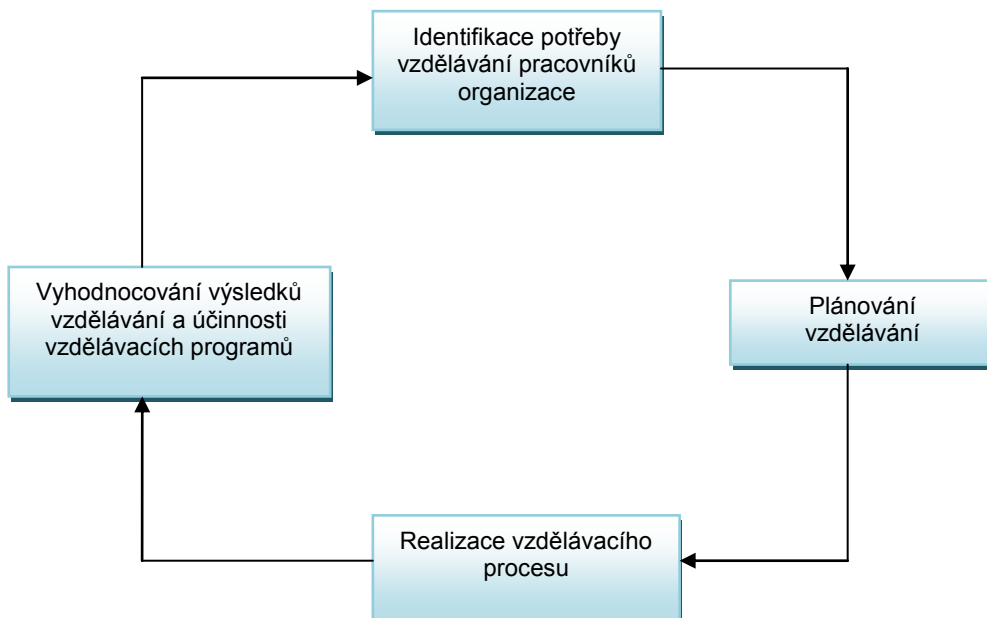 Identifikace potřeby
vzdělávání pracovníků
organizace
Plánování
vzdělávání
Realizace vzdělávacího
procesu
Vyhodnocování výsledků
vzdělávání a účinnosti
vzdělávacích programů